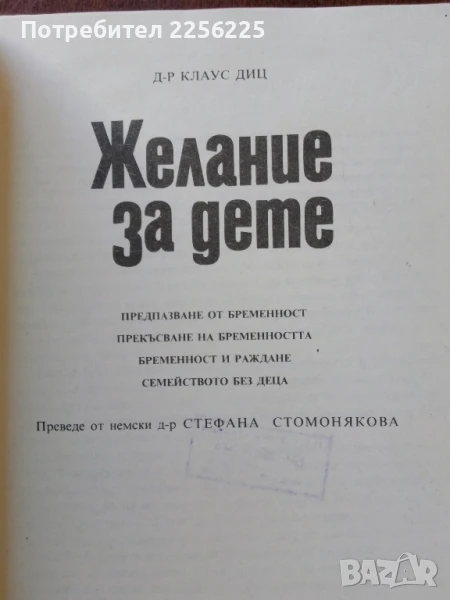 Потребител 2256225
Д-Р КЛАУС ДИЦ
Желание
за дете
ПРЕДПАЗВАНЕ ОТ БРЕМЕННОСТ
ПРЕКЪСВАНЕ НА БРЕМЕННОСТТА
БРЕМЕННОСТ И РАЖДАНЕ
СЕМЕЙСТВОТО БЕЗ ДЕЦА
Преведе от немски д-р СТЕФАНА СТОМОНЯКОВА
BAZAR